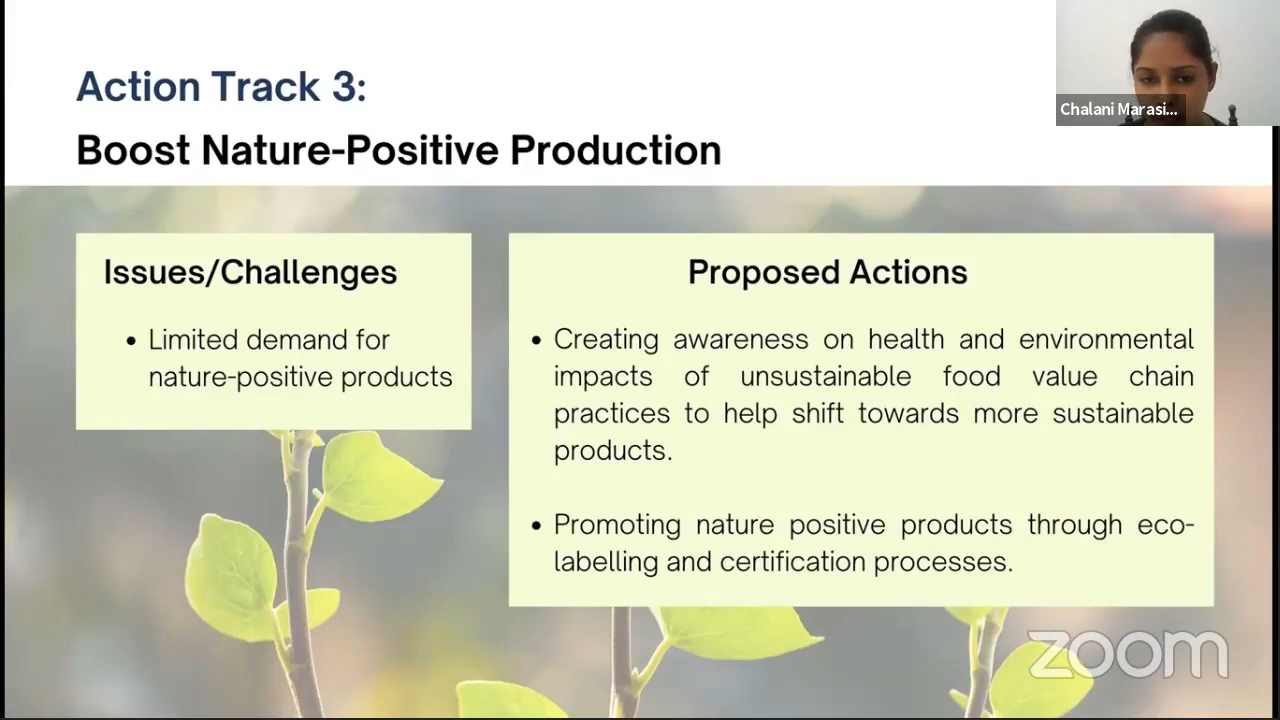 Action Track 3:
Boost Nature-Positive Production
Chalani Marasi...
Issues/Challenges
• Limited demand for
nature-positive products
Proposed Actions
• Creating awareness on health and environmental
impacts of unsustainable food value chain
practices to help shift towards more sustainable
products.
• Promoting nature positive products through eco-
labelling and certification processes.
zoom